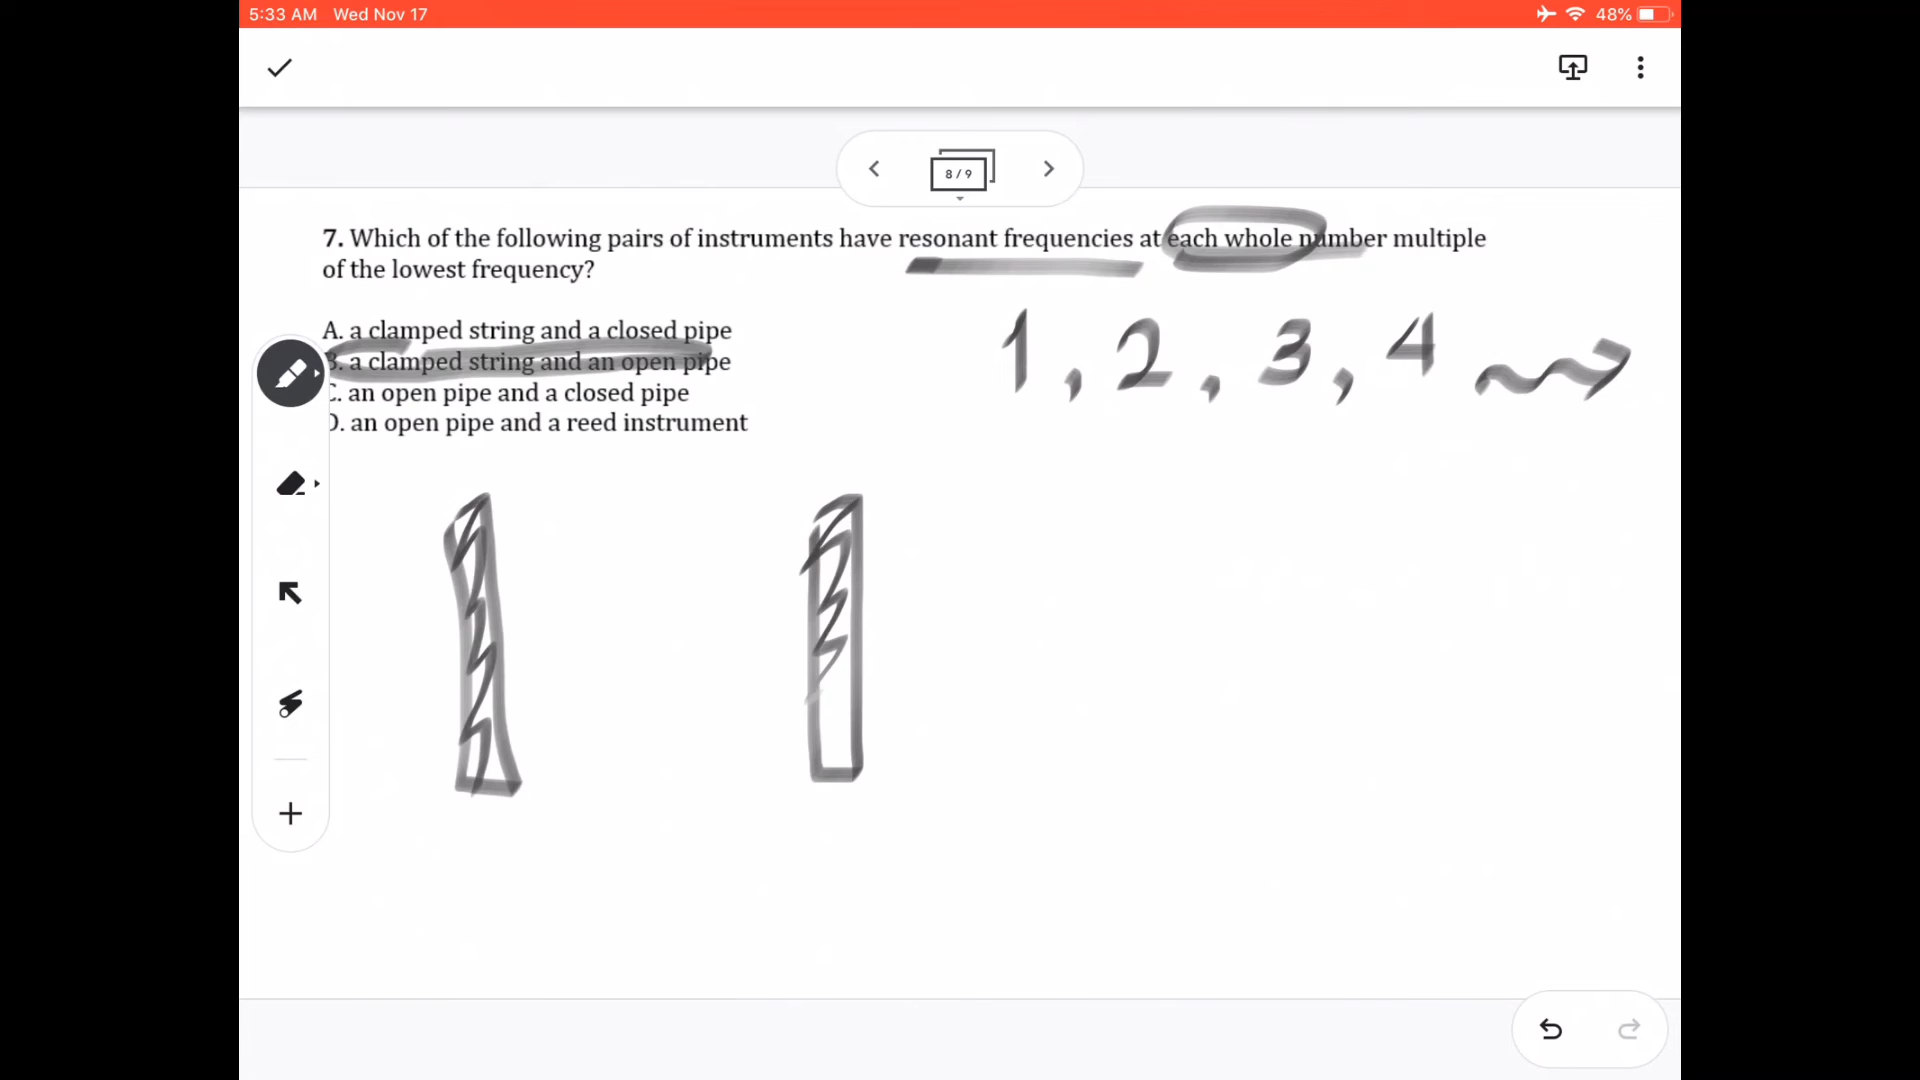 5:33 AM Wed Nov 17 48%
8 / 9
7. Which of the following pairs of instruments have resonant frequencies at each whole number multiple
of the lowest frequency?
A. a clamped string and a closed pipe
B. a clamped string and an open pipe
C. an open pipe and a closed pipe
D. an open pipe and a reed instrument
1, 2, 3, 4